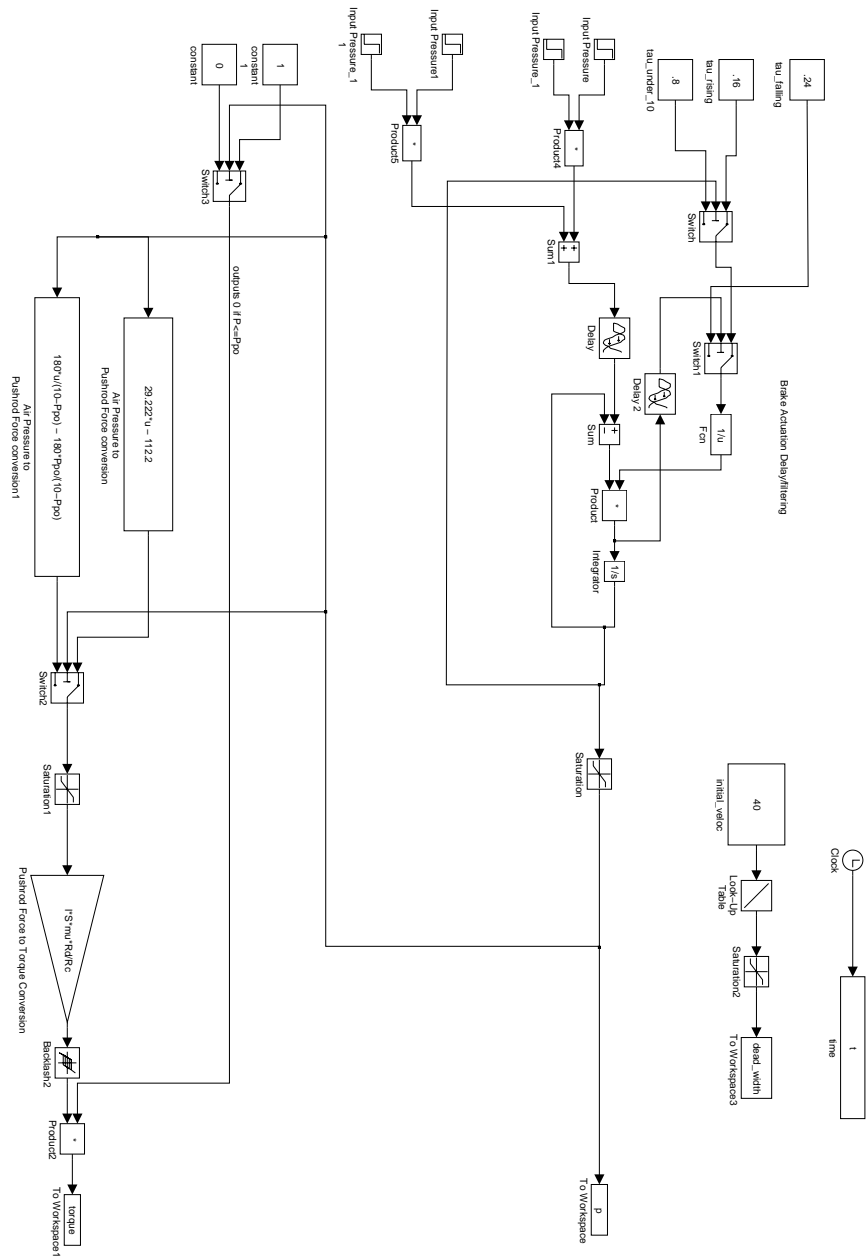 Brake Actuation Delay/filtering
Clock
t
time
40
initial_veloc
Look-Up
Table
Saturation2
dead_width
To Workspace3
.24
tau_falling
.16
tau_rising
.8
tau_under_10
Switch
Switch1
1/u
Fcn
Delay 2
Input Pressure
Input Pressure_1
*
Product4
+
+
Sum1
Delay
+
−
Sum
*
Product
1/s
Integrator
Saturation
p
To Workspace
Input Pressure1
Input Pressure_1
1
*
Product5
1
constant
1
0
constant
Switch3
outputs 0 if P<=Ppo
29.222*u − 112.2
Air Pressure to
Pushrod Force conversion
180*u/(10−Ppo) − 180*Ppo/(10−Ppo)
Air Pressure to
Pushrod Force conversion1
Switch2
Saturation1
l*S*mu*Rd/Rc
Pushrod Force to Torque Conversion
Backlash2
*
Product2
torque
To Workspace1